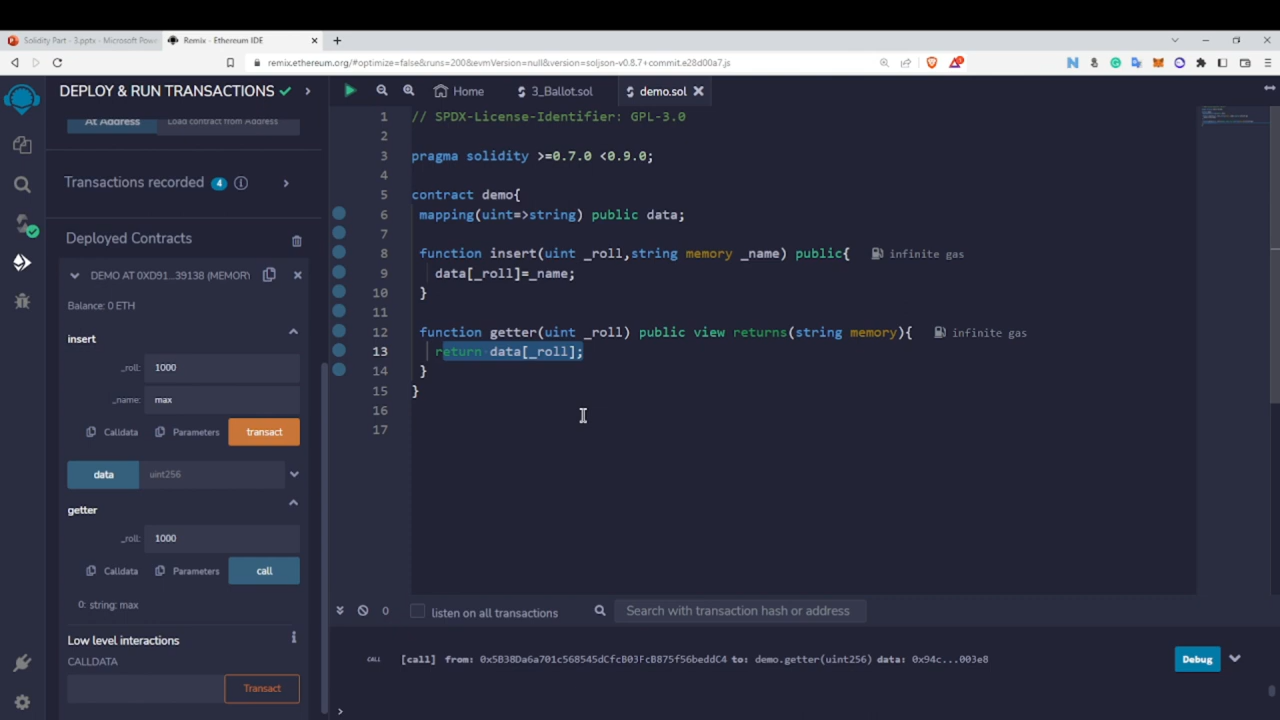 Solidity Part - 3.pptx - Microsoft Pow
Remix - Ethereum IDE
remix.ethereum.org/#optimize=false&runs=200&evmVersion=null&version=soljson-v0.8.7+commit.e28d00a7.js
DEPLOY & RUN TRANSACTIONS
Home
3_Ballot.sol
demo.sol
At Address
Load contract from Address
Transactions recorded 4 i
Deployed Contracts
DEMO AT 0XD91...39138 (MEMORY
Balance: 0 ETH
insert
_roll: 1000
_name: max
Calldata Parameters transact
data uint256
getter
_roll: 1000
Calldata Parameters call
0: string: max
Low level interactions i
CALLDATA
Transact
1 // SPDX-License-Identifier: GPL-3.0
2
3 pragma solidity >=0.7.0 <0.9.0;
4
5 contract demo{
6 mapping(uint=>string) public data;
7
8 function insert(uint _roll,string memory _name) public{ infinite gas
9 data[_roll]=_name;
10 }
11
12 function getter(uint _roll) public view returns(string memory){ infinite gas
13 return data[_roll];
14 }
15 }
16
17
0 listen on all transactions Search with transaction hash or address
CALL [call] from: 0x5B38Da6a701c568545dCfcB03FcB875f56beddC4 to: demo.getter(uint256) data: 0x94c...003e8 Debug
>